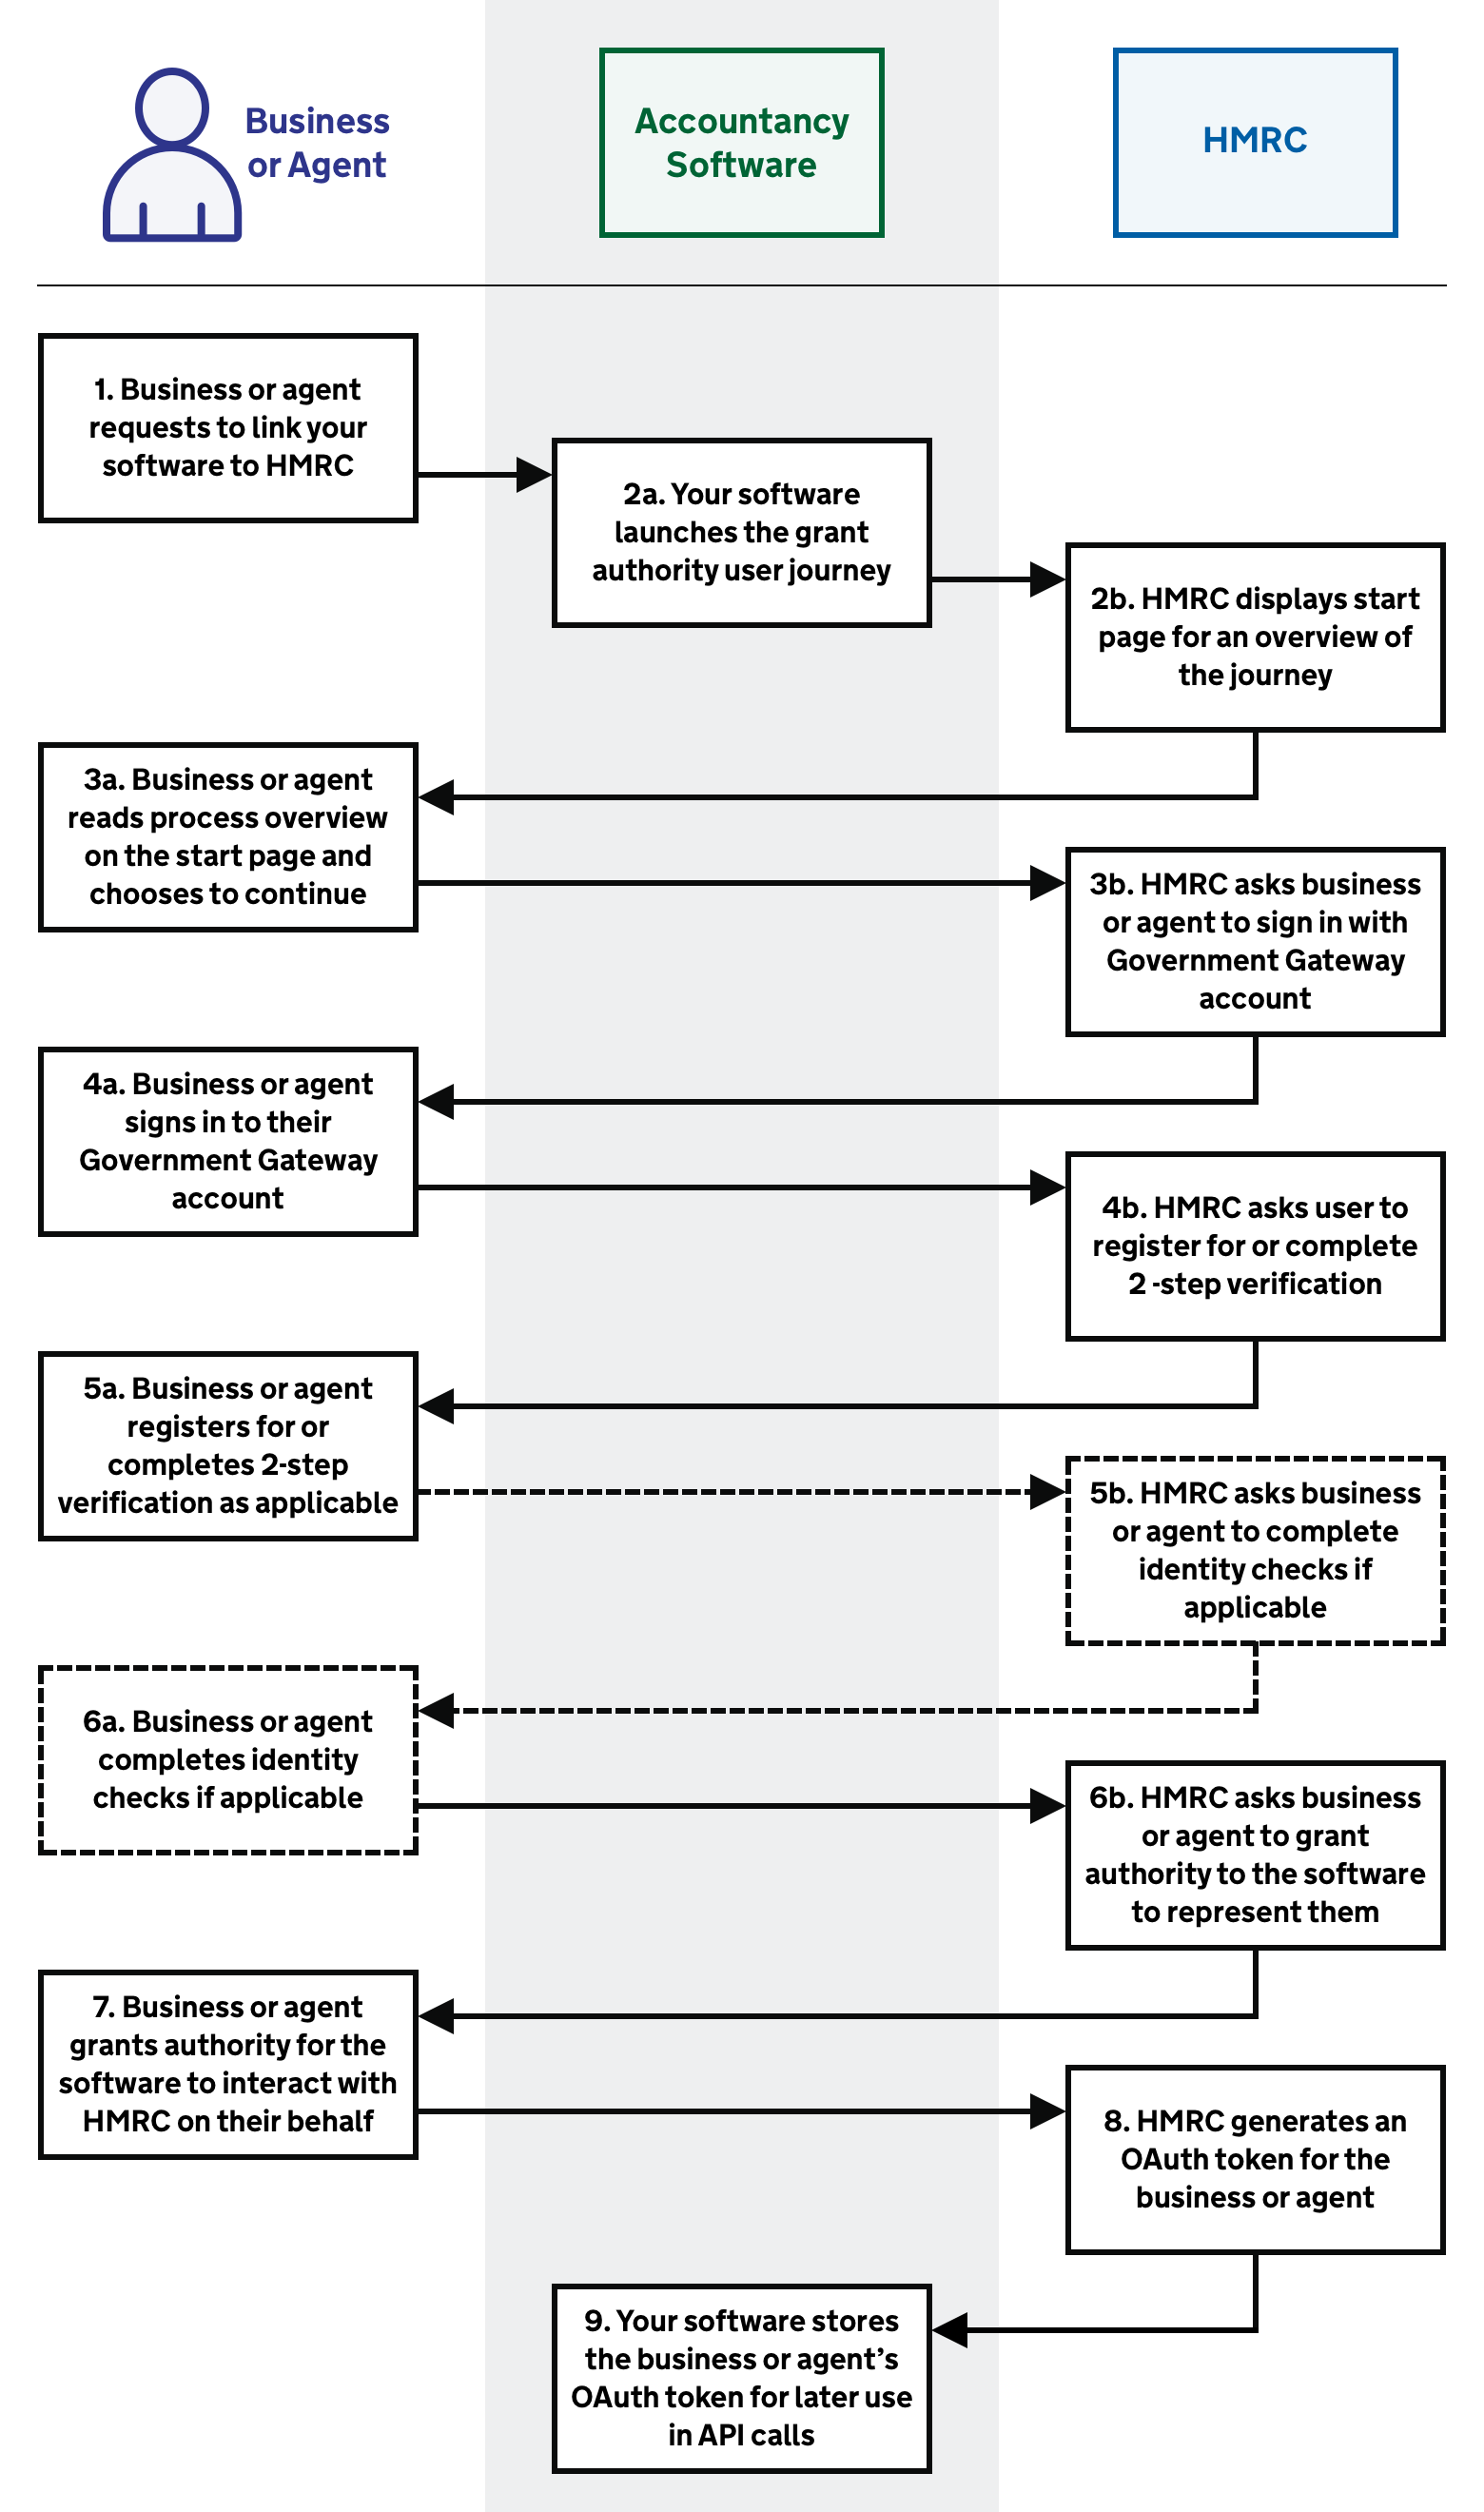 Business
or Agent
Accountancy
Software
HMRC
1. Business or agent
requests to link your
software to HMRC
2a. Your software
launches the grant
authority user journey
2b. HMRC displays start
page for an overview of
the journey
3a. Business or agent
reads process overview
on the start page and
chooses to continue
3b. HMRC asks business
or agent to sign in with
Government Gateway
account
4a. Business or agent
signs in to their
Government Gateway
account
4b. HMRC asks user to
register for or complete
2 -step verification
5a. Business or agent
registers for or
completes 2-step
verification as applicable
5b. HMRC asks business
or agent to complete
identity checks if
applicable
6a. Business or agent
completes identity
checks if applicable
6b. HMRC asks business
or agent to grant
authority to the software
to represent them
7. Business or agent
grants authority for the
software to interact with
HMRC on their behalf
8. HMRC generates an
OAuth token for the
business or agent
9. Your software stores
the business or agent’s
OAuth token for later use
in API calls